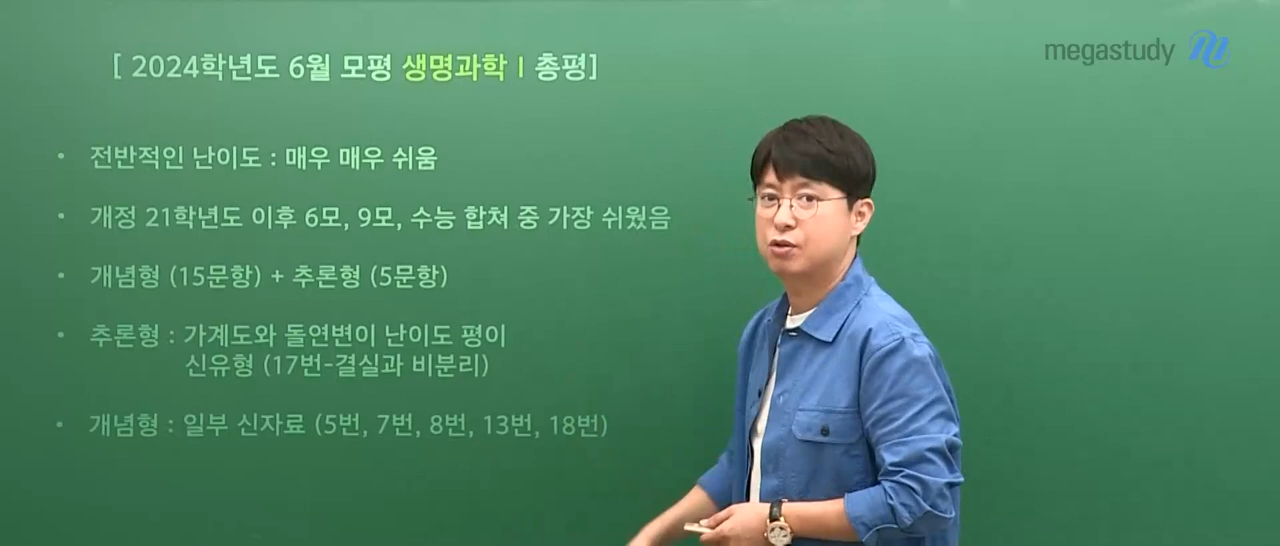 megastudy
[ 2024학년도 6월 모평 생명과학 I 총평]
• 전반적인 난이도 : 매우 매우 쉬움
• 개정 21학년도 이후 6모, 9모, 수능 합쳐 중 가장 쉬웠음
• 개념형 (15문항) + 추론형 (5문항)
• 추론형 : 가계도와 돌연변이 난이도 평이
신유형 (17번-결실과 비분리)
• 개념형 : 일부 신자료 (5번, 7번, 8번, 13번, 18번)